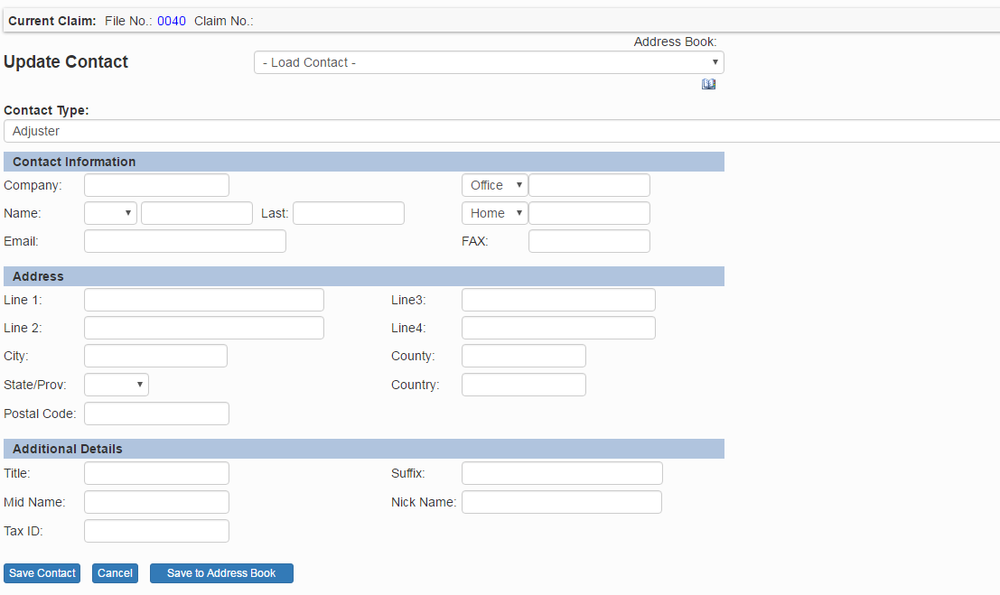 Current Claim: File No.: 0040 Claim No.:
Address Book:
Update Contact - Load Contact -
Contact Type:
Adjuster
Contact Information
Company: Office
Name: Last: Home
Email: FAX:
Address
Line 1: Line3:
Line 2: Line4:
City: County:
State/Prov: Country:
Postal Code:
Additional Details
Title: Suffix:
Mid Name: Nick Name:
Tax ID:
Save Contact Cancel Save to Address Book